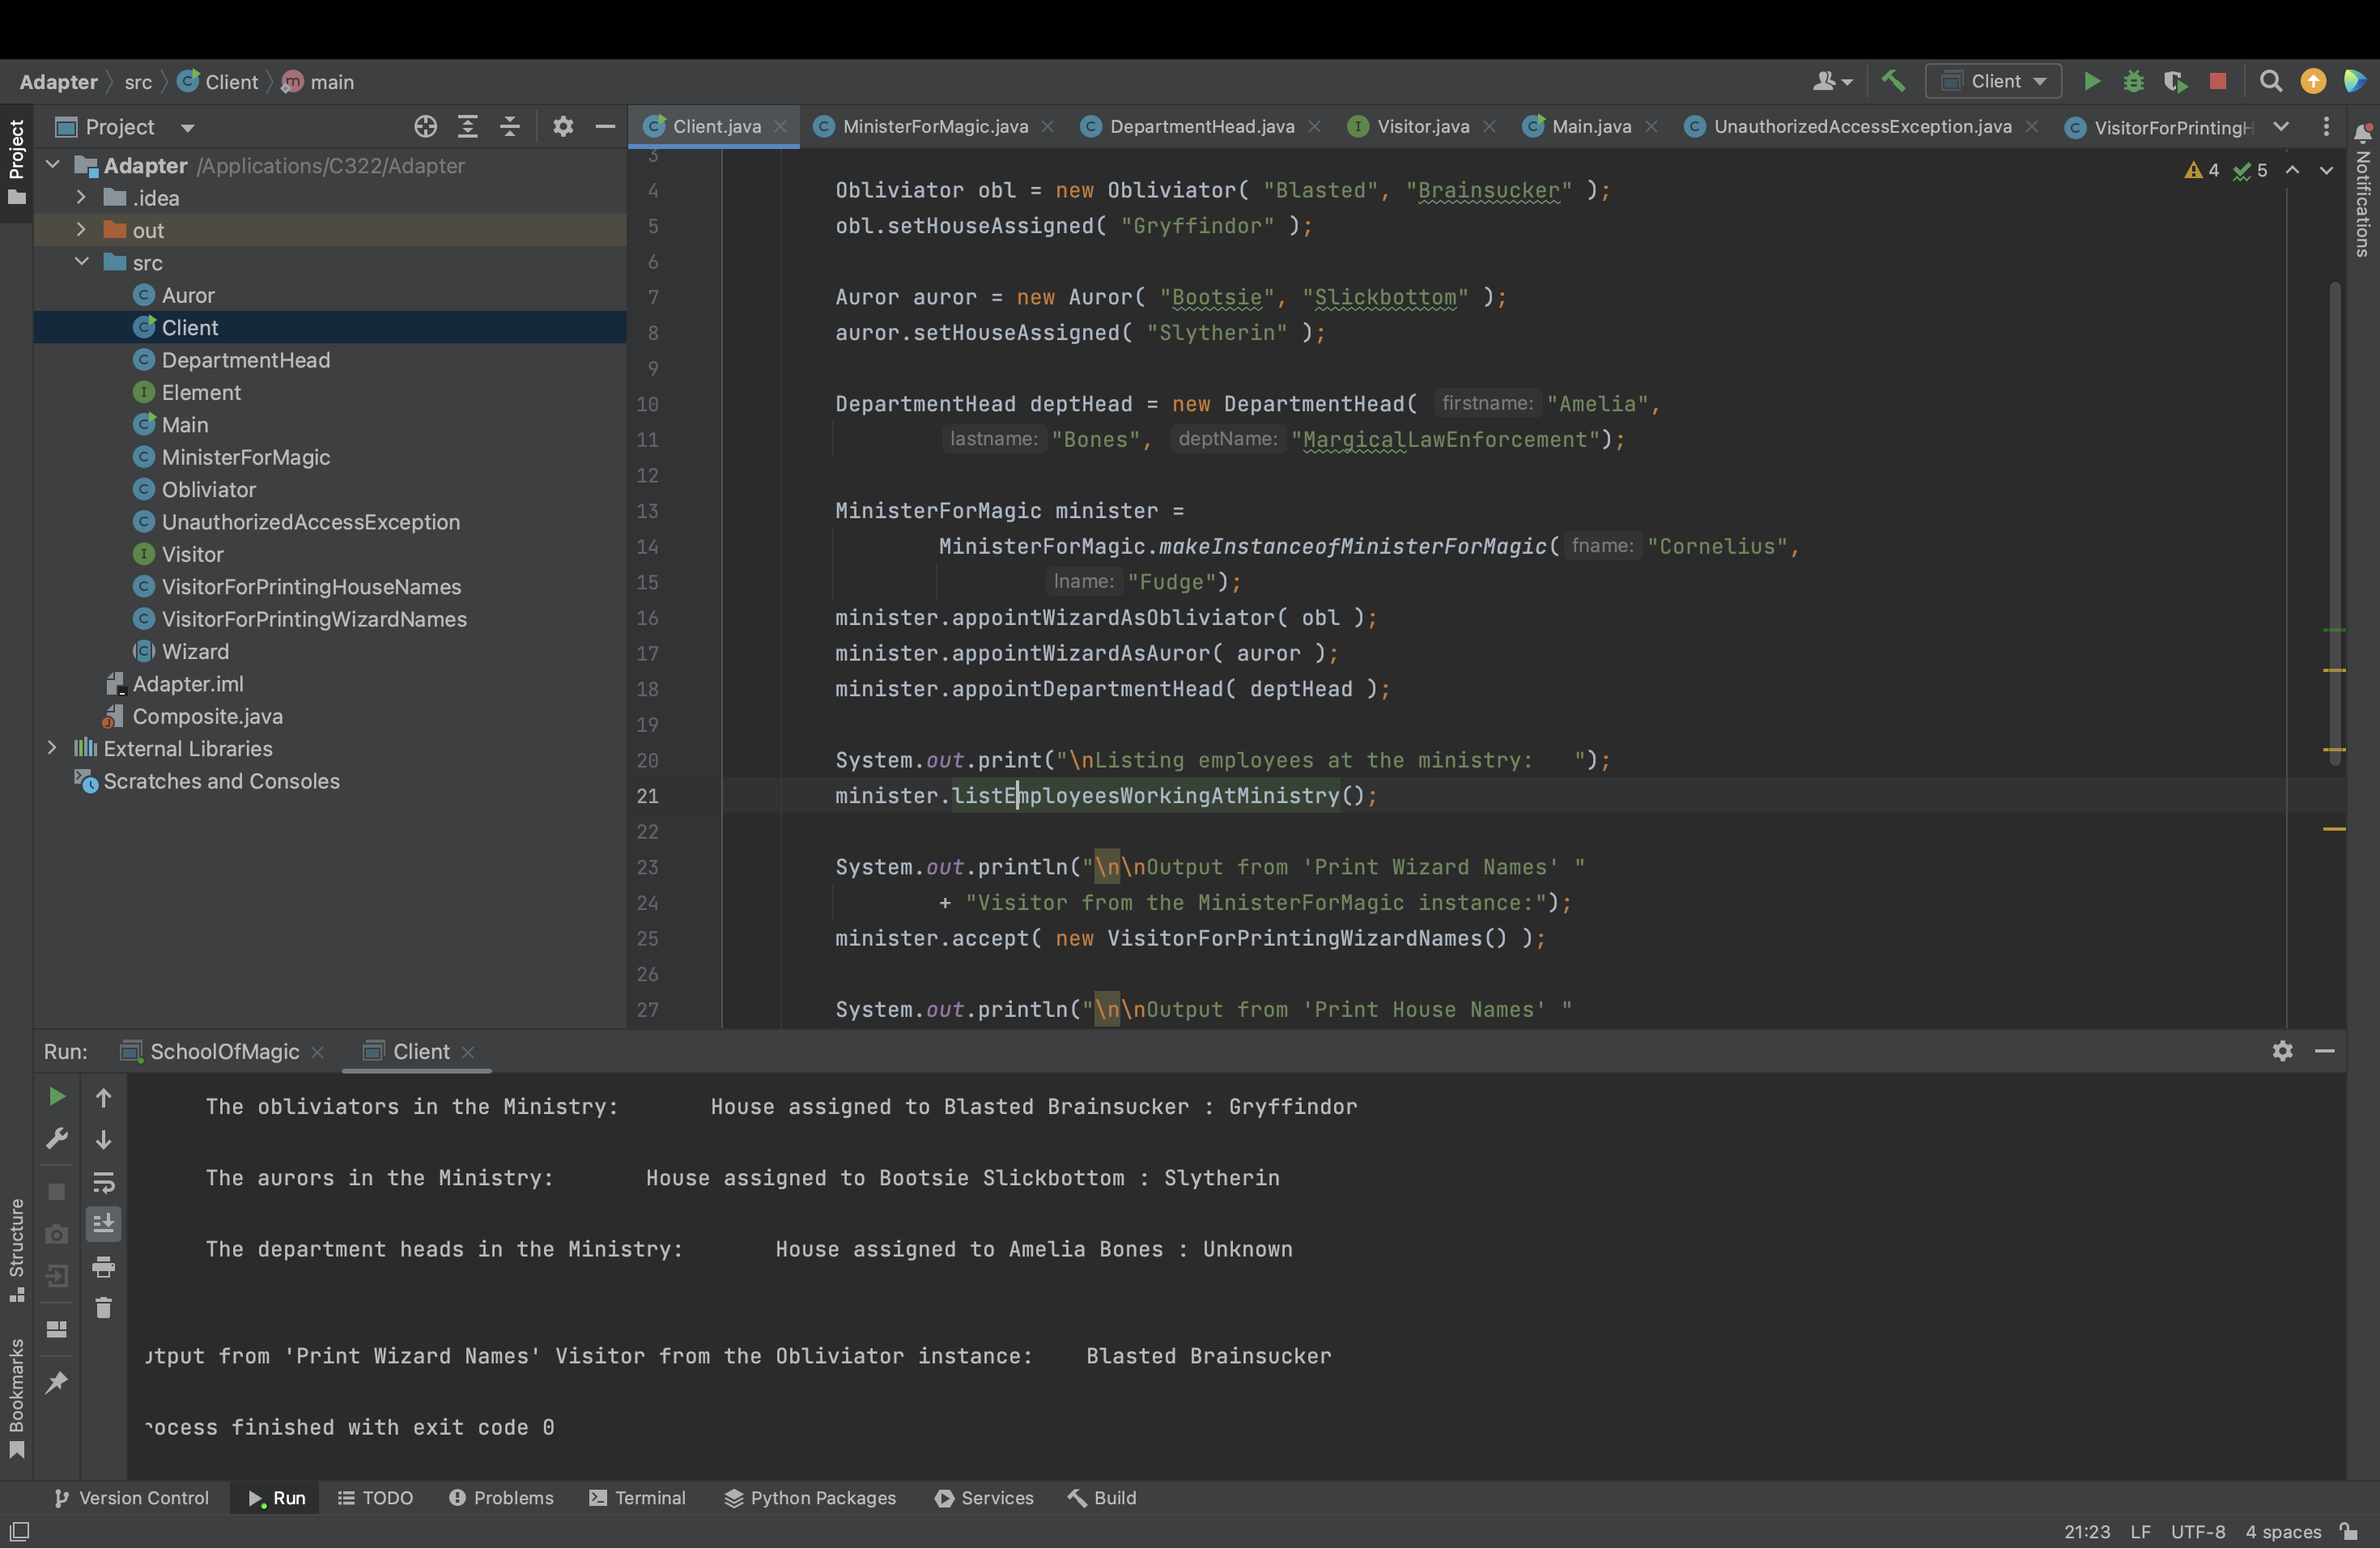 Adapter src Client main
Client
Project
Client.java MinisterForMagic.java DepartmentHead.java Visitor.java Main.java UnauthorizedAccessException.java VisitorForPrintingH
Project
Notifications
Adapter /Applications/C322/Adapter
.idea
out
src
Auror
Client
DepartmentHead
Element
Main
MinisterForMagic
Obliviator
UnauthorizedAccessException
Visitor
VisitorForPrintingHouseNames
VisitorForPrintingWizardNames
Wizard
Adapter.iml
Composite.java
External Libraries
Scratches and Consoles
4 5
3
4 Obliviator obl = new Obliviator( "Blasted", "Brainsucker" );
5 obl.setHouseAssigned( "Gryffindor" );
6
7 Auror auror = new Auror( "Bootsie", "Slickbottom" );
8 auror.setHouseAssigned( "Slytherin" );
9
10 DepartmentHead deptHead = new DepartmentHead( firstname: "Amelia",
11 lastname: "Bones", deptName: "MargicalLawEnforcement");
12
13 MinisterForMagic minister =
14 MinisterForMagic.makeInstanceofMinisterForMagic( fname: "Cornelius",
15 lname: "Fudge");
16 minister.appointWizardAsObliviator( obl );
17 minister.appointWizardAsAuror( auror );
18 minister.appointDepartmentHead( deptHead );
19
20 System.out.print("\nListing employees at the ministry:   ");
21 minister.listEmployeesWorkingAtMinistry();
22
23 System.out.println("\n\nOutput from 'Print Wizard Names' "
24 + "Visitor from the MinisterForMagic instance:");
25 minister.accept( new VisitorForPrintingWizardNames() );
26
27 System.out.println("\n\nOutput from 'Print House Names' "
Run: SchoolOfMagic Client
The obliviators in the Ministry: House assigned to Blasted Brainsucker : Gryffindor
The aurors in the Ministry: House assigned to Bootsie Slickbottom : Slytherin
The department heads in the Ministry: House assigned to Amelia Bones : Unknown
utput from 'Print Wizard Names' Visitor from the Obliviator instance: Blasted Brainsucker
rocess finished with exit code 0
Structure
Bookmarks
Version Control Run TODO Problems Terminal Python Packages Services Build
21:23 LF UTF-8 4 spaces